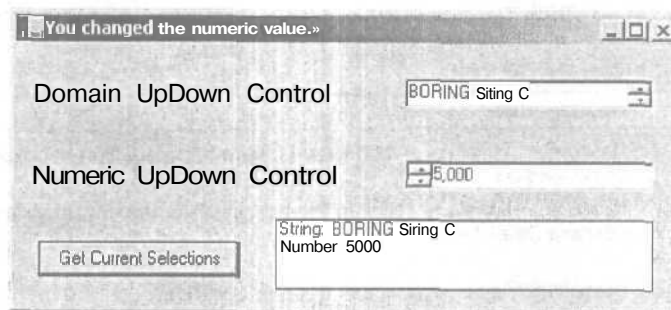 You changed the numeric value.»
Domain UpDown Control
BORING Siting C
Numeric UpDown Control
5,000
Get Current Selections
String: BORING Siring C
Number 5000